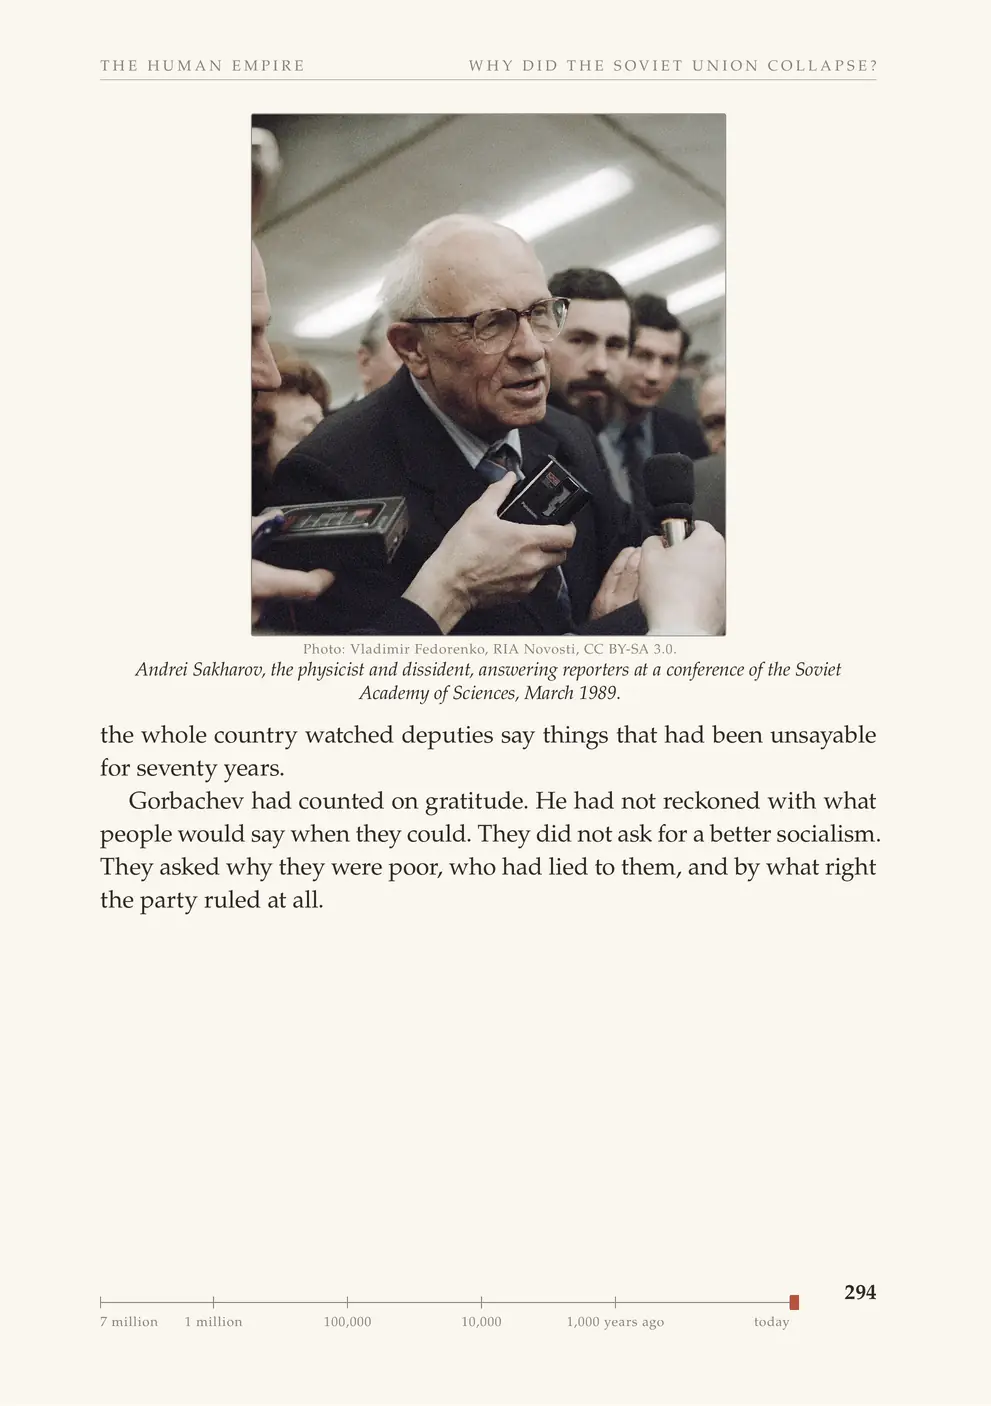 THE HUMAN EMPIRE
WHY DID THE SOVIET UNION COLLAPSE?
Photo: Vladimir Fedorenko, RIA Novosti, CC BY-SA 3.0.
Andrei Sakharov, the physicist and dissident, answering reporters at a conference of the Soviet
Academy of Sciences, March 1989.
the whole country watched deputies say things that had been unsayable
for seventy years.
Gorbachev had counted on gratitude. He had not reckoned with what
people would say when they could. They did not ask for a better socialism.
They asked why they were poor, who had lied to them, and by what right
the party ruled at all.
294
7 million 1 million 100,000 10,000 1,000 years ago today